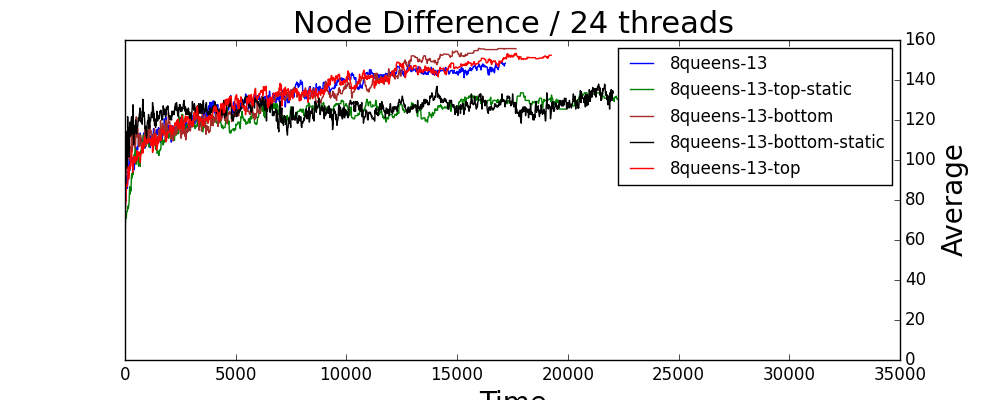 Node Difference / 24 threads
160
140
120
100
80
60
40
20
0
Average
8queens-13
8queens-13-top-static
8queens-13-bottom
8queens-13-bottom-static
8queens-13-top
0 5000 10000 15000 20000 25000 30000 35000
Time